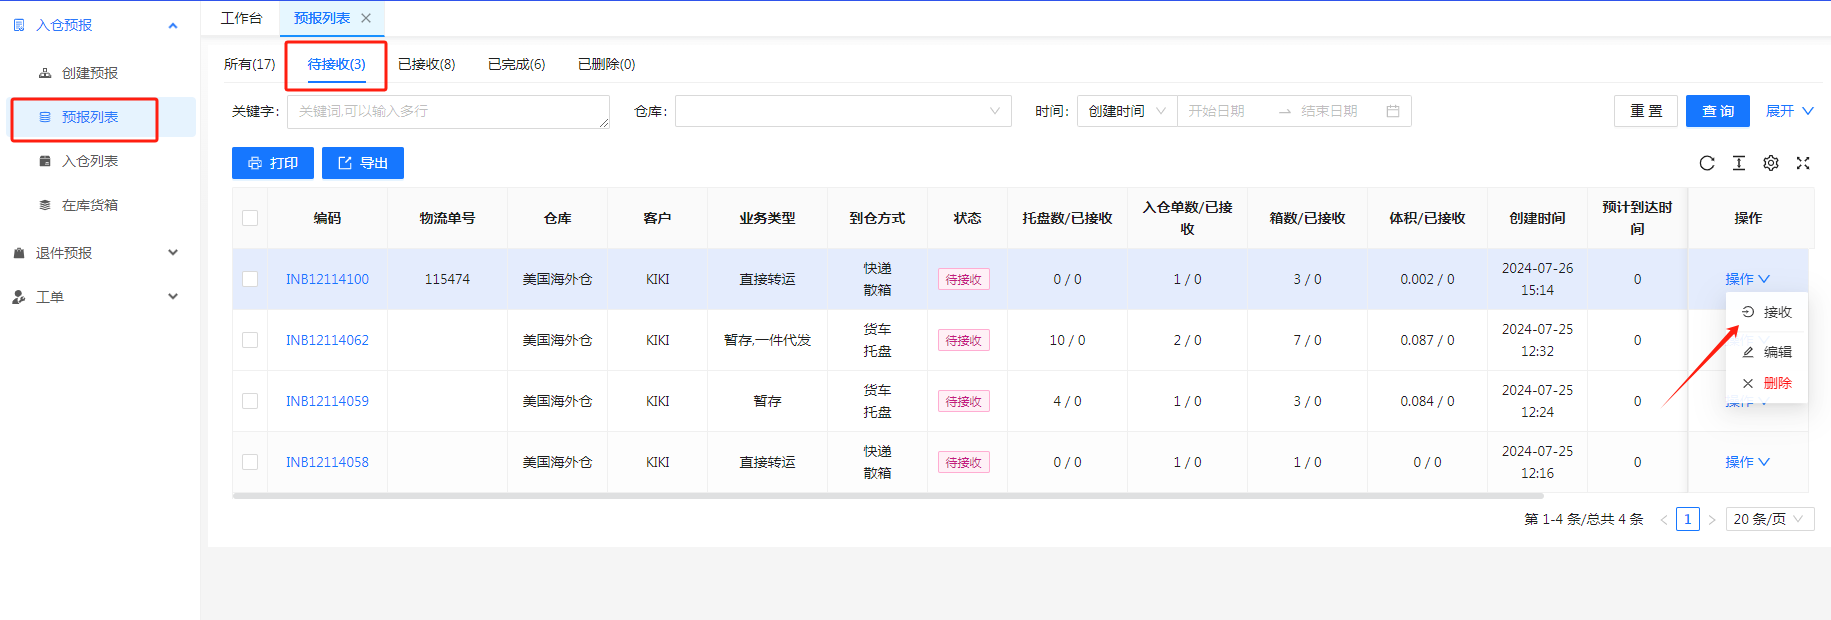 入仓预报
创建预报
预报列表
入仓列表
在库货箱
退件预报
工单
工作台
预报列表
所有(17)
待接收(3)
已接收(8)
已完成(6)
已删除(0)
关键字:
关键词,可以输入多行
仓库:
时间:
创建时间
开始日期
结束日期
重 置
查 询
展开
打印
导出
编码
物流单号
仓库
客户
业务类型
到仓方式
状态
托盘数/已接收
入仓单数/已接
收
箱数/已接收
体积/已接收
创建时间
预计到达时
间
操作
INB12114100
115474
美国海外仓
KIKI
直接转运
快递
散箱
待接收
0 / 0
1 / 0
3 / 0
0.002 / 0
2024-07-26
15:14
0
操作
接收
编辑
删除
INB12114062
美国海外仓
KIKI
暂存,一件代发
货车
托盘
待接收
10 / 0
2 / 0
7 / 0
0.087 / 0
2024-07-25
12:32
0
INB12114059
美国海外仓
KIKI
暂存
货车
托盘
待接收
4 / 0
1 / 0
3 / 0
0.084 / 0
2024-07-25
12:24
0
操作
INB12114058
美国海外仓
KIKI
直接转运
快递
散箱
待接收
0 / 0
1 / 0
1 / 0
0 / 0
2024-07-25
12:16
0
操作
第 1-4 条/总共 4 条
1
20 条/页